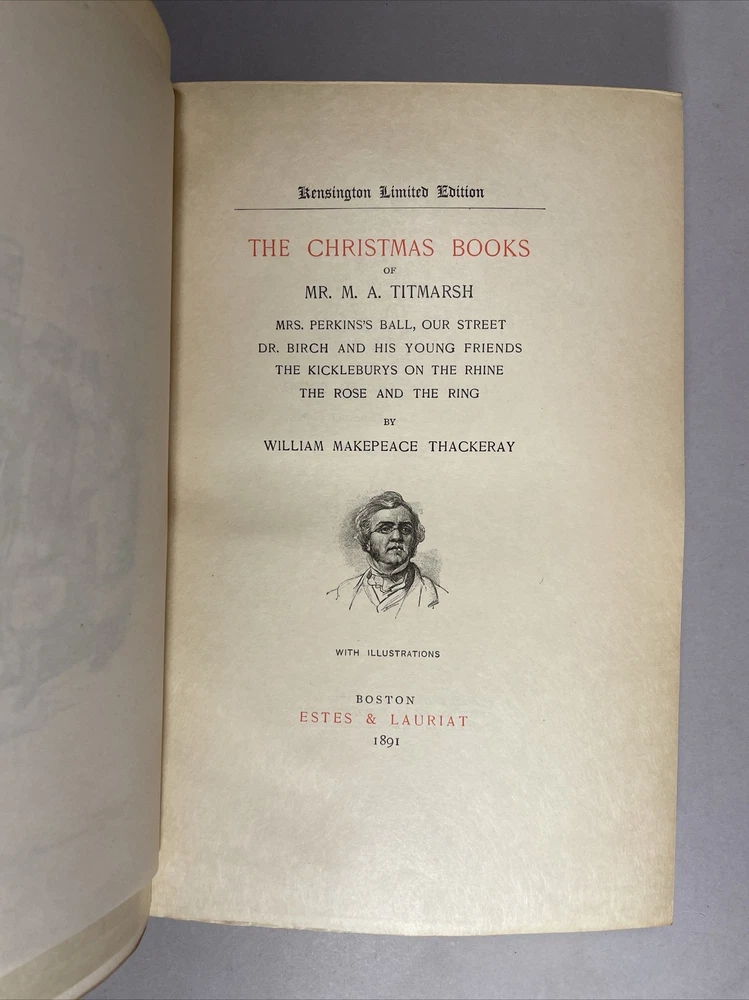 Kensington Limited Edition
THE CHRISTMAS BOOKS
OF
MR. M. A. TITMARSH
MRS. PERKINS'S BALL, OUR STREET
DR. BIRCH AND HIS YOUNG FRIENDS
THE KICKLEBURYS ON THE RHINE
THE ROSE AND THE RING
BY
WILLIAM MAKEPEACE THACKERAY
WITH ILLUSTRATIONS
BOSTON
ESTES & LAURIAT
1891